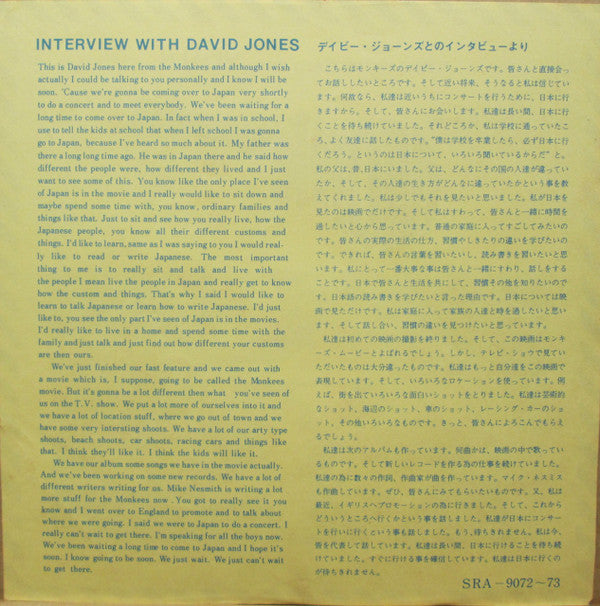 INTERVIEW WITH DAVID JONES
This is David Jones here from the Monkees and although I wish
actually I could be talking to you personally and I know I will be
soon. 'Cause we're gonna be coming over to Japan very shortly
to do a concert and to meet everybody. We've been waiting for a
long time to come over to Japan. In fact when I was in school, I
use to tell the kids at school that when I left school I was gonna
go to Japan, because I've heard so much about it. My father was
there a long long time ago. He was in Japan there and he said how
different the people were, how different they lived and I just
want to see some of this. You know like the only place I've seen
of Japan is in the movie and I really would like to sit down and
maybe spend some time with, you know, ordinary families and
things like that. Just to sit and see how you really live, how the
Japanese people, you know all their different customs and
things. I'd like to learn, same as I was saying to you I would real-
ly like to read or write Japanese. The most important
thing to me is to really sit and talk and live with
the people I mean live the people in Japan and really get to know
how the custom and things. That's why I said I would like to
learn to talk Japanese or learn how to write Japanese. I'd just
like to, you see the only part I've seen of Japan is in the movies.
I'd really like to live in a home and spend some time with the
family and just talk and just find out how different your customs
are then ours.
We've just finished our fast feature and we came out with
a movie which is, I suppose, going to be called the Monkees
movie. But it's gonna be a lot different then what you've seen of
us on the T.V. show. We put a lot more of ourselves into it and
we have a lot of location stuff, where we go out of town and we
have some very intersting shoots. We have a lot of our arty type
shoots, beach shoots, car shoots, racing cars and things like
that. I think they'll like it. I think the kids will like it.
We have our album some songs we have in the movie actually.
And we've been working on some new records. We have a lot of
different writers writing for us. Mike Nesmith is writing a lot
more stuff for the Monkees now. You got to really see it you
know and I went over to England to promote and to talk about
where we were going. I said we were to Japan to do a concert. I
really can't wait to get there. I'm speaking for all the boys now.
We've been waiting a long time to come to Japan and I hope it's
soon. I know going to be soon. We just wait. We just can't wait
to get there.
デイビー・ジョーンズとのインタビューより
こちらはモンキーズのデイビー・ジョーンズです。皆さんと直接会っ
てお話ししたいところです。そして近い将来、そうなると私は信じてい
ます。何故なら、私達は近いうちにコンサートを行うために、日本に行
きますから。そして、皆さんにお会いします。私達は長い間、日本に行
くことを待ち続けていました。それどころか、私は学校に通っていたこ
ろ、よく友達に話したものです。"僕は学校を卒業したら、必ず日本に行
くだろう。というのは日本について、いろいろ聞いているからだ" と。
私の父は、昔、日本にいました。父は、どんなにその国の人達が違ってい
たか、そして、その人達の生き方がどんなに違っていたかという事を教
えてくれました。私は少しでもそれを見たいと思いました。私が日本を
見たのは映画でだけです。そして私はすわって、皆さんと一緒に時間を
過したいと心から思っています。普通の家庭に入ってすごしてみたいの
です。皆さんの実際の生活の仕方、習慣やしきたりの違いを学びたいの
です。できれば、皆さんの言葉を習いたいし、読み書きを習いたいと思
います。私にとって一番大事な事は皆さんと一緒にすわり、話しをする
ことです。日本で皆さんと生活を共にして、習慣その他を知りたいので
す。日本語の読み書きを学びたいと言った理由です。日本については映
画で見ただけです。私は家庭に入って家族の人達と時を過したいと思い
ます、そして話し合い、習慣の違いを見つけたいと思っています。
私達は初めての映画の撮影を終りました。そして、この映画はモンキ
ーズ・ムービーとよばれるでしょう。しかし、テレビ・ショウで見てい
ただいたものは大分違ったものです。私達はもっと自分達をこの映画で
表現しています。そして、いろいろなロケーションを使っています。例
えば、街を出ていろいろな面白いショットをとりました。私達は芸術的
なショット、海辺のショット、車のショット、レーシング・カーのショ
ット、その他いろいろなものです。きっと、皆さんによろこんでもらえ
るでしょう。
私達は次のアルバムも作っています。何曲かは、映画の中で歌ってい
るものです。そして新しいレコードを作る為の仕事を続けていました。
私達の為に数々の作詞、作曲家が曲を作っています。マイク・ネスミス
も作曲しています。ぜひ、皆さんにみてもらいたいものです。又、私は
最近、イギリスへプロモーションの為に行きました。そして、これから
どういうところへ行くかという事を話しました。私達が日本にコンサー
トを行いに行くという事も話しました。もう、待ちきれません。私は今、
皆を代表して話しています。私達は長い間、日本に行けることを待ち続
けていました。すぐに行ける事を確信しています。私達は日本に行くの
が待ちきれません。
SRA－9072～73